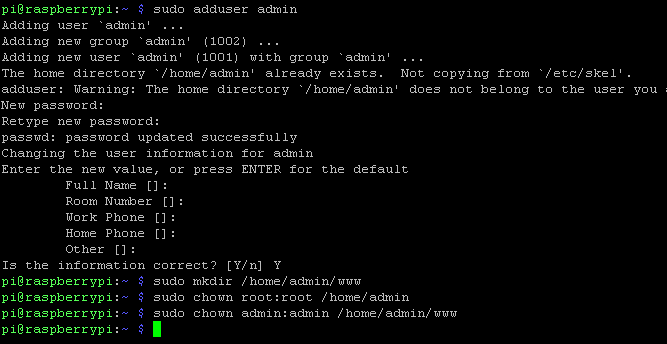 pi@raspberrypi:~ $ sudo adduser admin
Adding user `admin' ...
Adding new group `admin' (1002) ...
Adding new user `admin' (1001) with group `admin' ...
The home directory `/home/admin' already exists.  Not copying from `/etc/skel'.
adduser: Warning: The home directory `/home/admin' does not belong to the user you
New password:
Retype new password:
passwd: password updated successfully
Changing the user information for admin
Enter the new value, or press ENTER for the default
        Full Name []:
        Room Number []:
        Work Phone []:
        Home Phone []:
        Other []:
Is the information correct? [Y/n] Y
pi@raspberrypi:~ $ sudo mkdir /home/admin/www
pi@raspberrypi:~ $ sudo chown root:root /home/admin
pi@raspberrypi:~ $ sudo chown admin:admin /home/admin/www
pi@raspberrypi:~ $